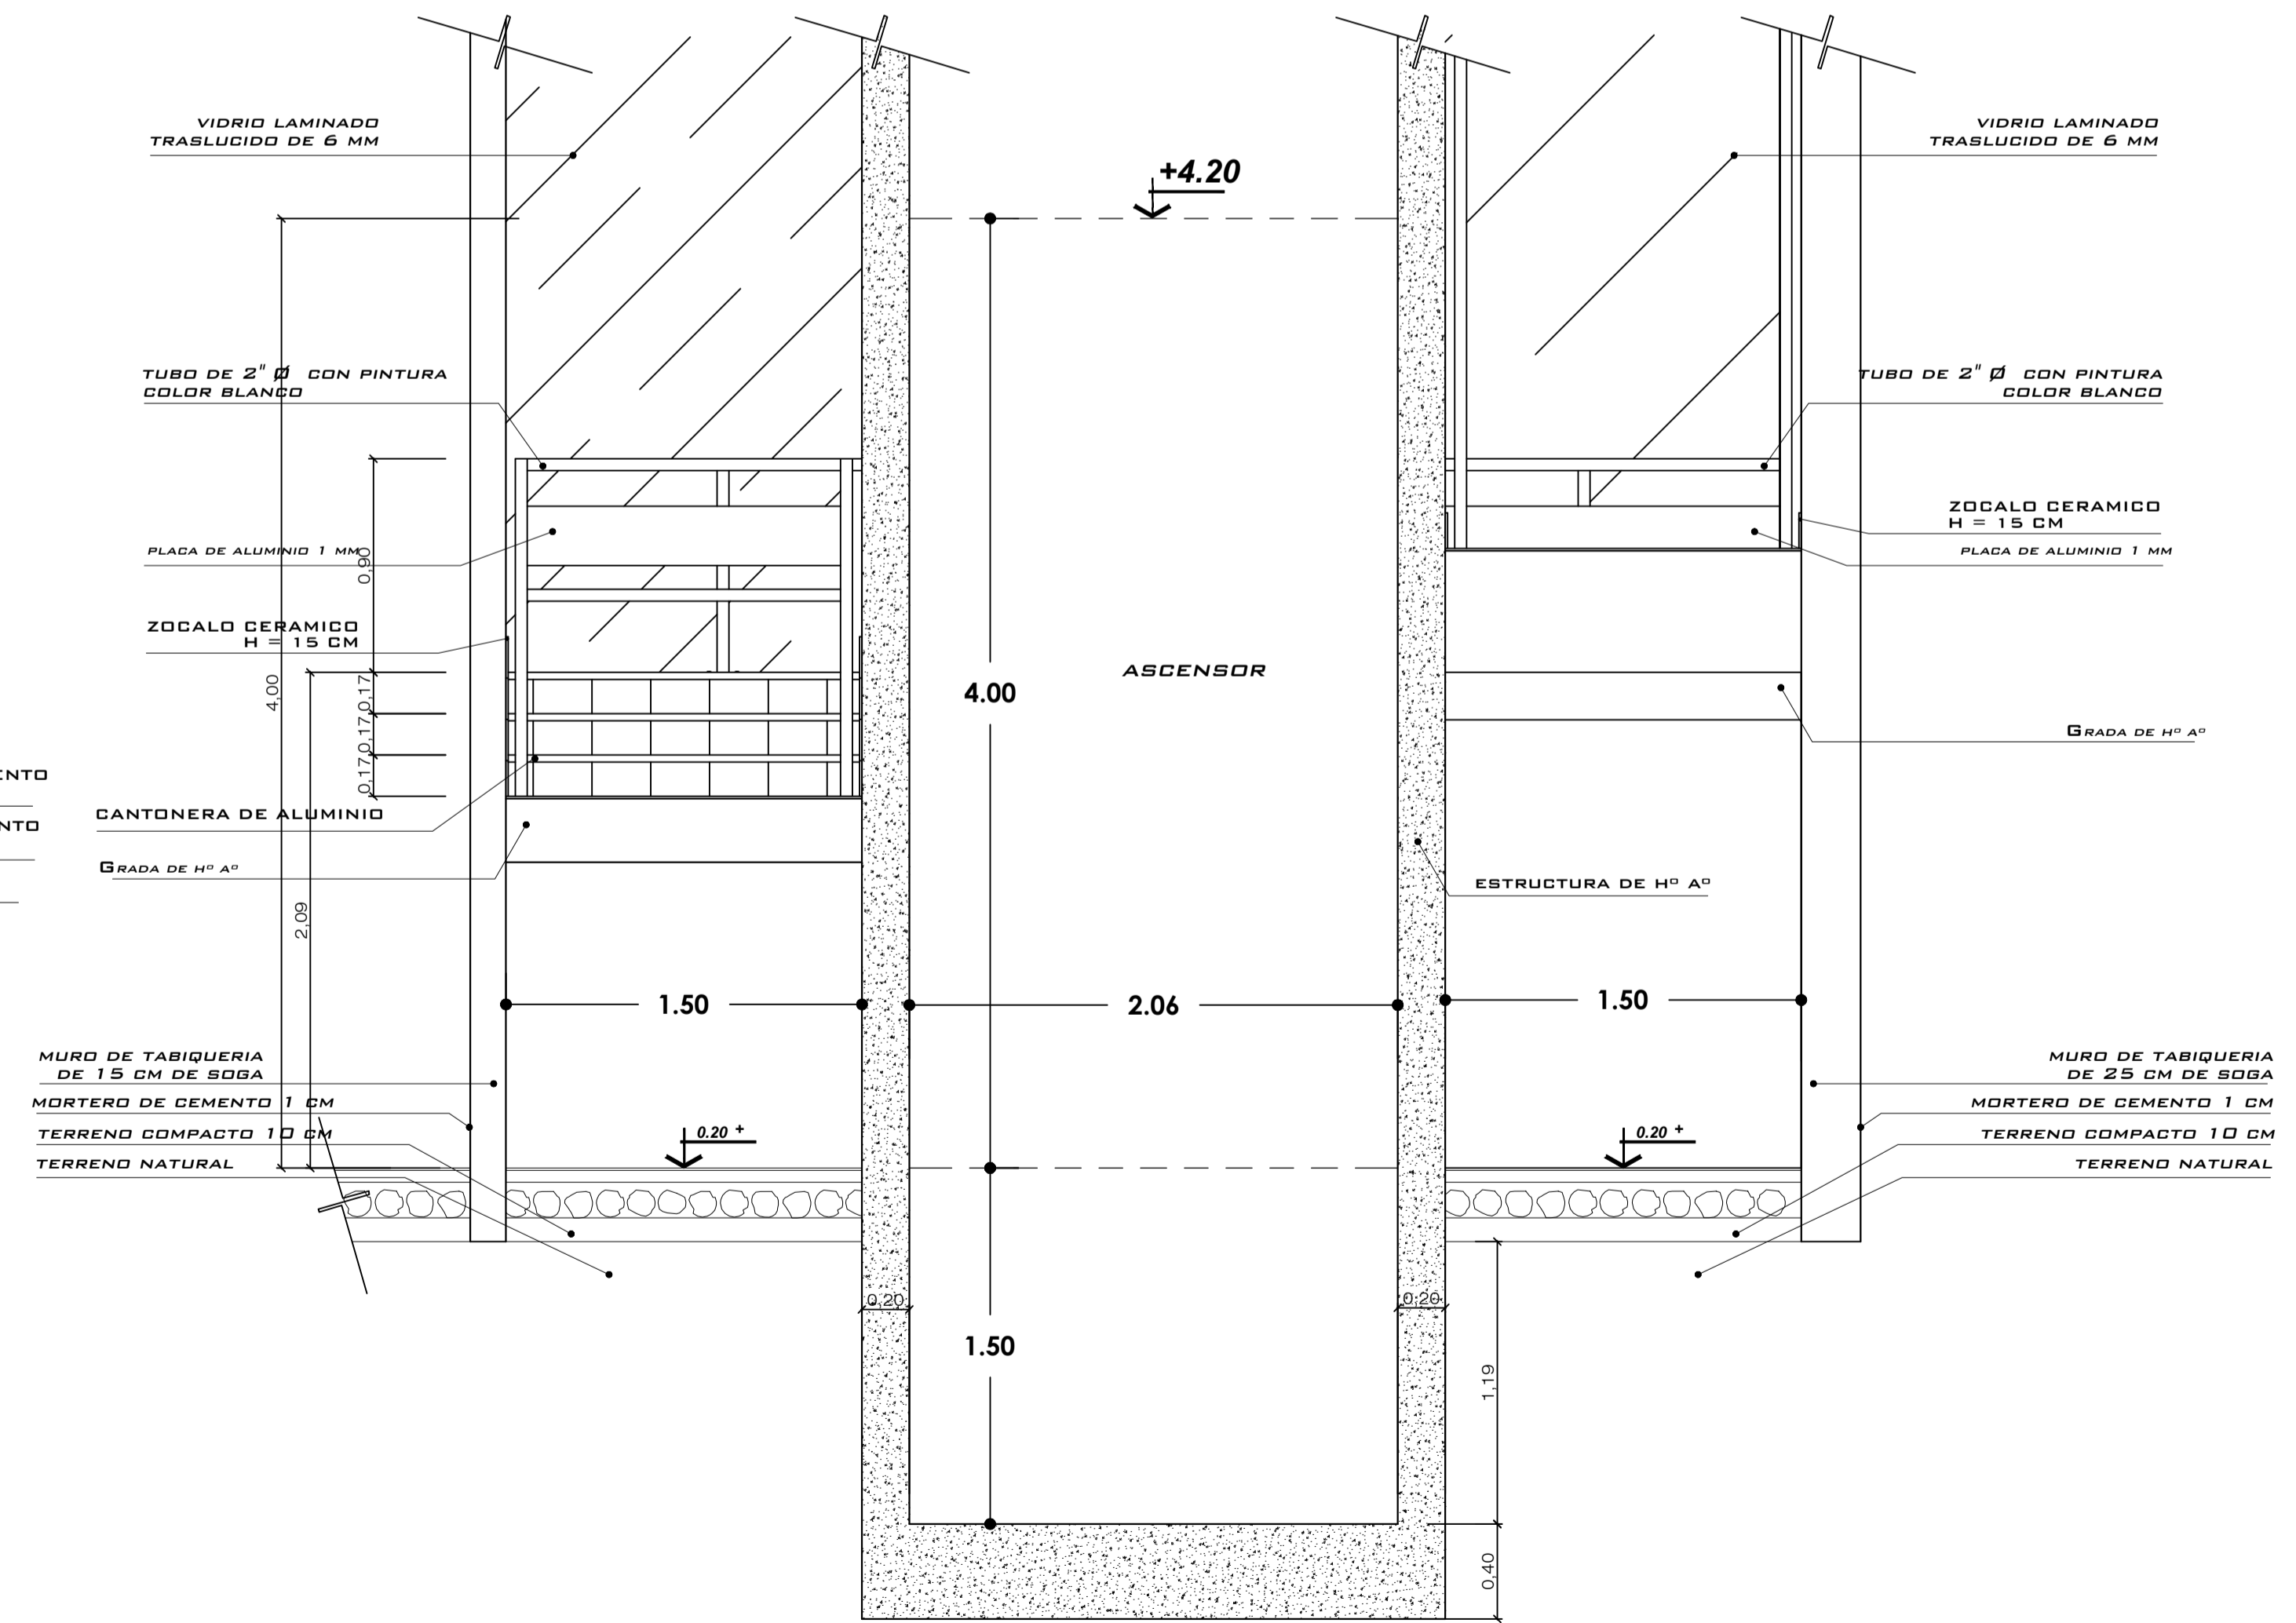 VIDRIO LAMINADO
TRASLUCIDO DE 6 MM
VIDRIO LAMINADO
TRASLUCIDO DE 6 MM
+4.20
TUBO DE 2" Ø CON PINTURA
COLOR BLANCO
TUBO DE 2" Ø CON PINTURA
COLOR BLANCO
ZOCALO CERAMICO
H = 15 CM
PLACA DE ALUMINIO 1 MM
0,90
PLACA DE ALUMINIO 1 MM
ZOCALO CERAMICO
H = 15 CM
4,00
0,17
0,17
0,17
4.00
ASCENSOR
GRADA DE Hº Aº
ENTO
NTO
CANTONERA DE ALUMINIO
GRADA DE Hº Aº
2,09
ESTRUCTURA DE Hº Aº
1.50
2.06
1.50
MURO DE TABIQUERIA
DE 15 CM DE SOGA
MORTERO DE CEMENTO 1 CM
TERRENO COMPACTO 10 CM
TERRENO NATURAL
0.20 +
0.20 +
MURO DE TABIQUERIA
DE 25 CM DE SOGA
MORTERO DE CEMENTO 1 CM
TERRENO COMPACTO 10 CM
TERRENO NATURAL
0,20
0,20
1.50
1,19
0,40